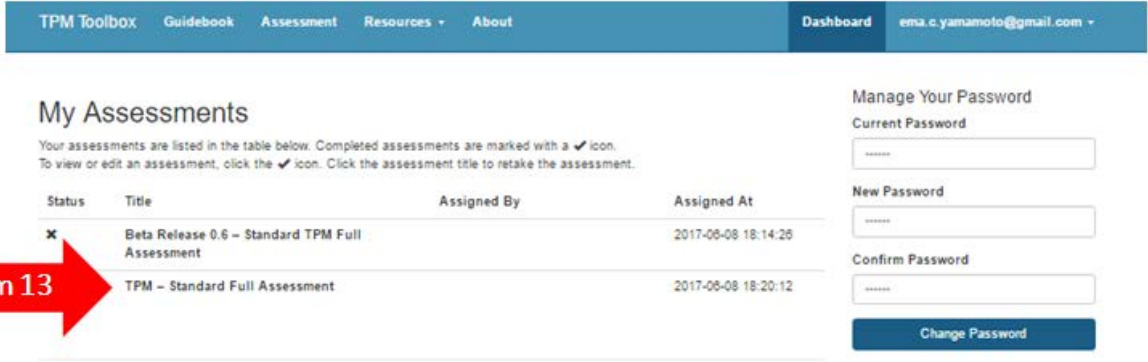 TPM Toolbox Guidebook Assessment Resources About Dashboard ema.c.yamamoto@gmail.com
My Assessments
Your assessments are listed in the table below. Completed assessments are marked with a ✔ icon.
To view or edit an assessment, click the ✔ icon. Click the assessment title to retake the assessment.
Status Title Assigned By Assigned At
✖ Beta Release 0.6 – Standard TPM Full 2017-06-08 18:14:26
Assessment
13
TPM – Standard Full Assessment 2017-06-08 18:20:12
Manage Your Password
Current Password
------
New Password
------
Confirm Password
------
Change Password